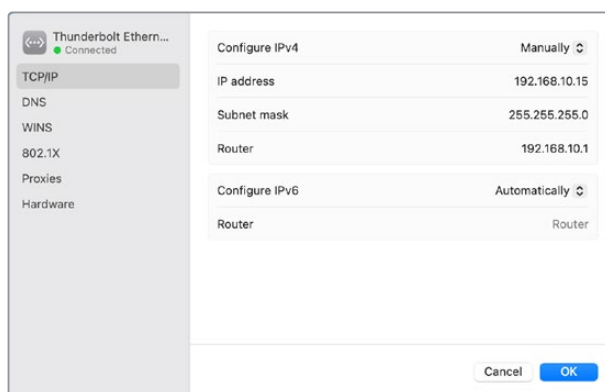 Thunderbolt Ethern...
Connected
TCP/IP
DNS
WINS
802.1X
Proxies
Hardware
Configure IPv4 Manually
IP address 192.168.10.15
Subnet mask 255.255.255.0
Router 192.168.10.1
Configure IPv6 Automatically
Router Router
Cancel OK